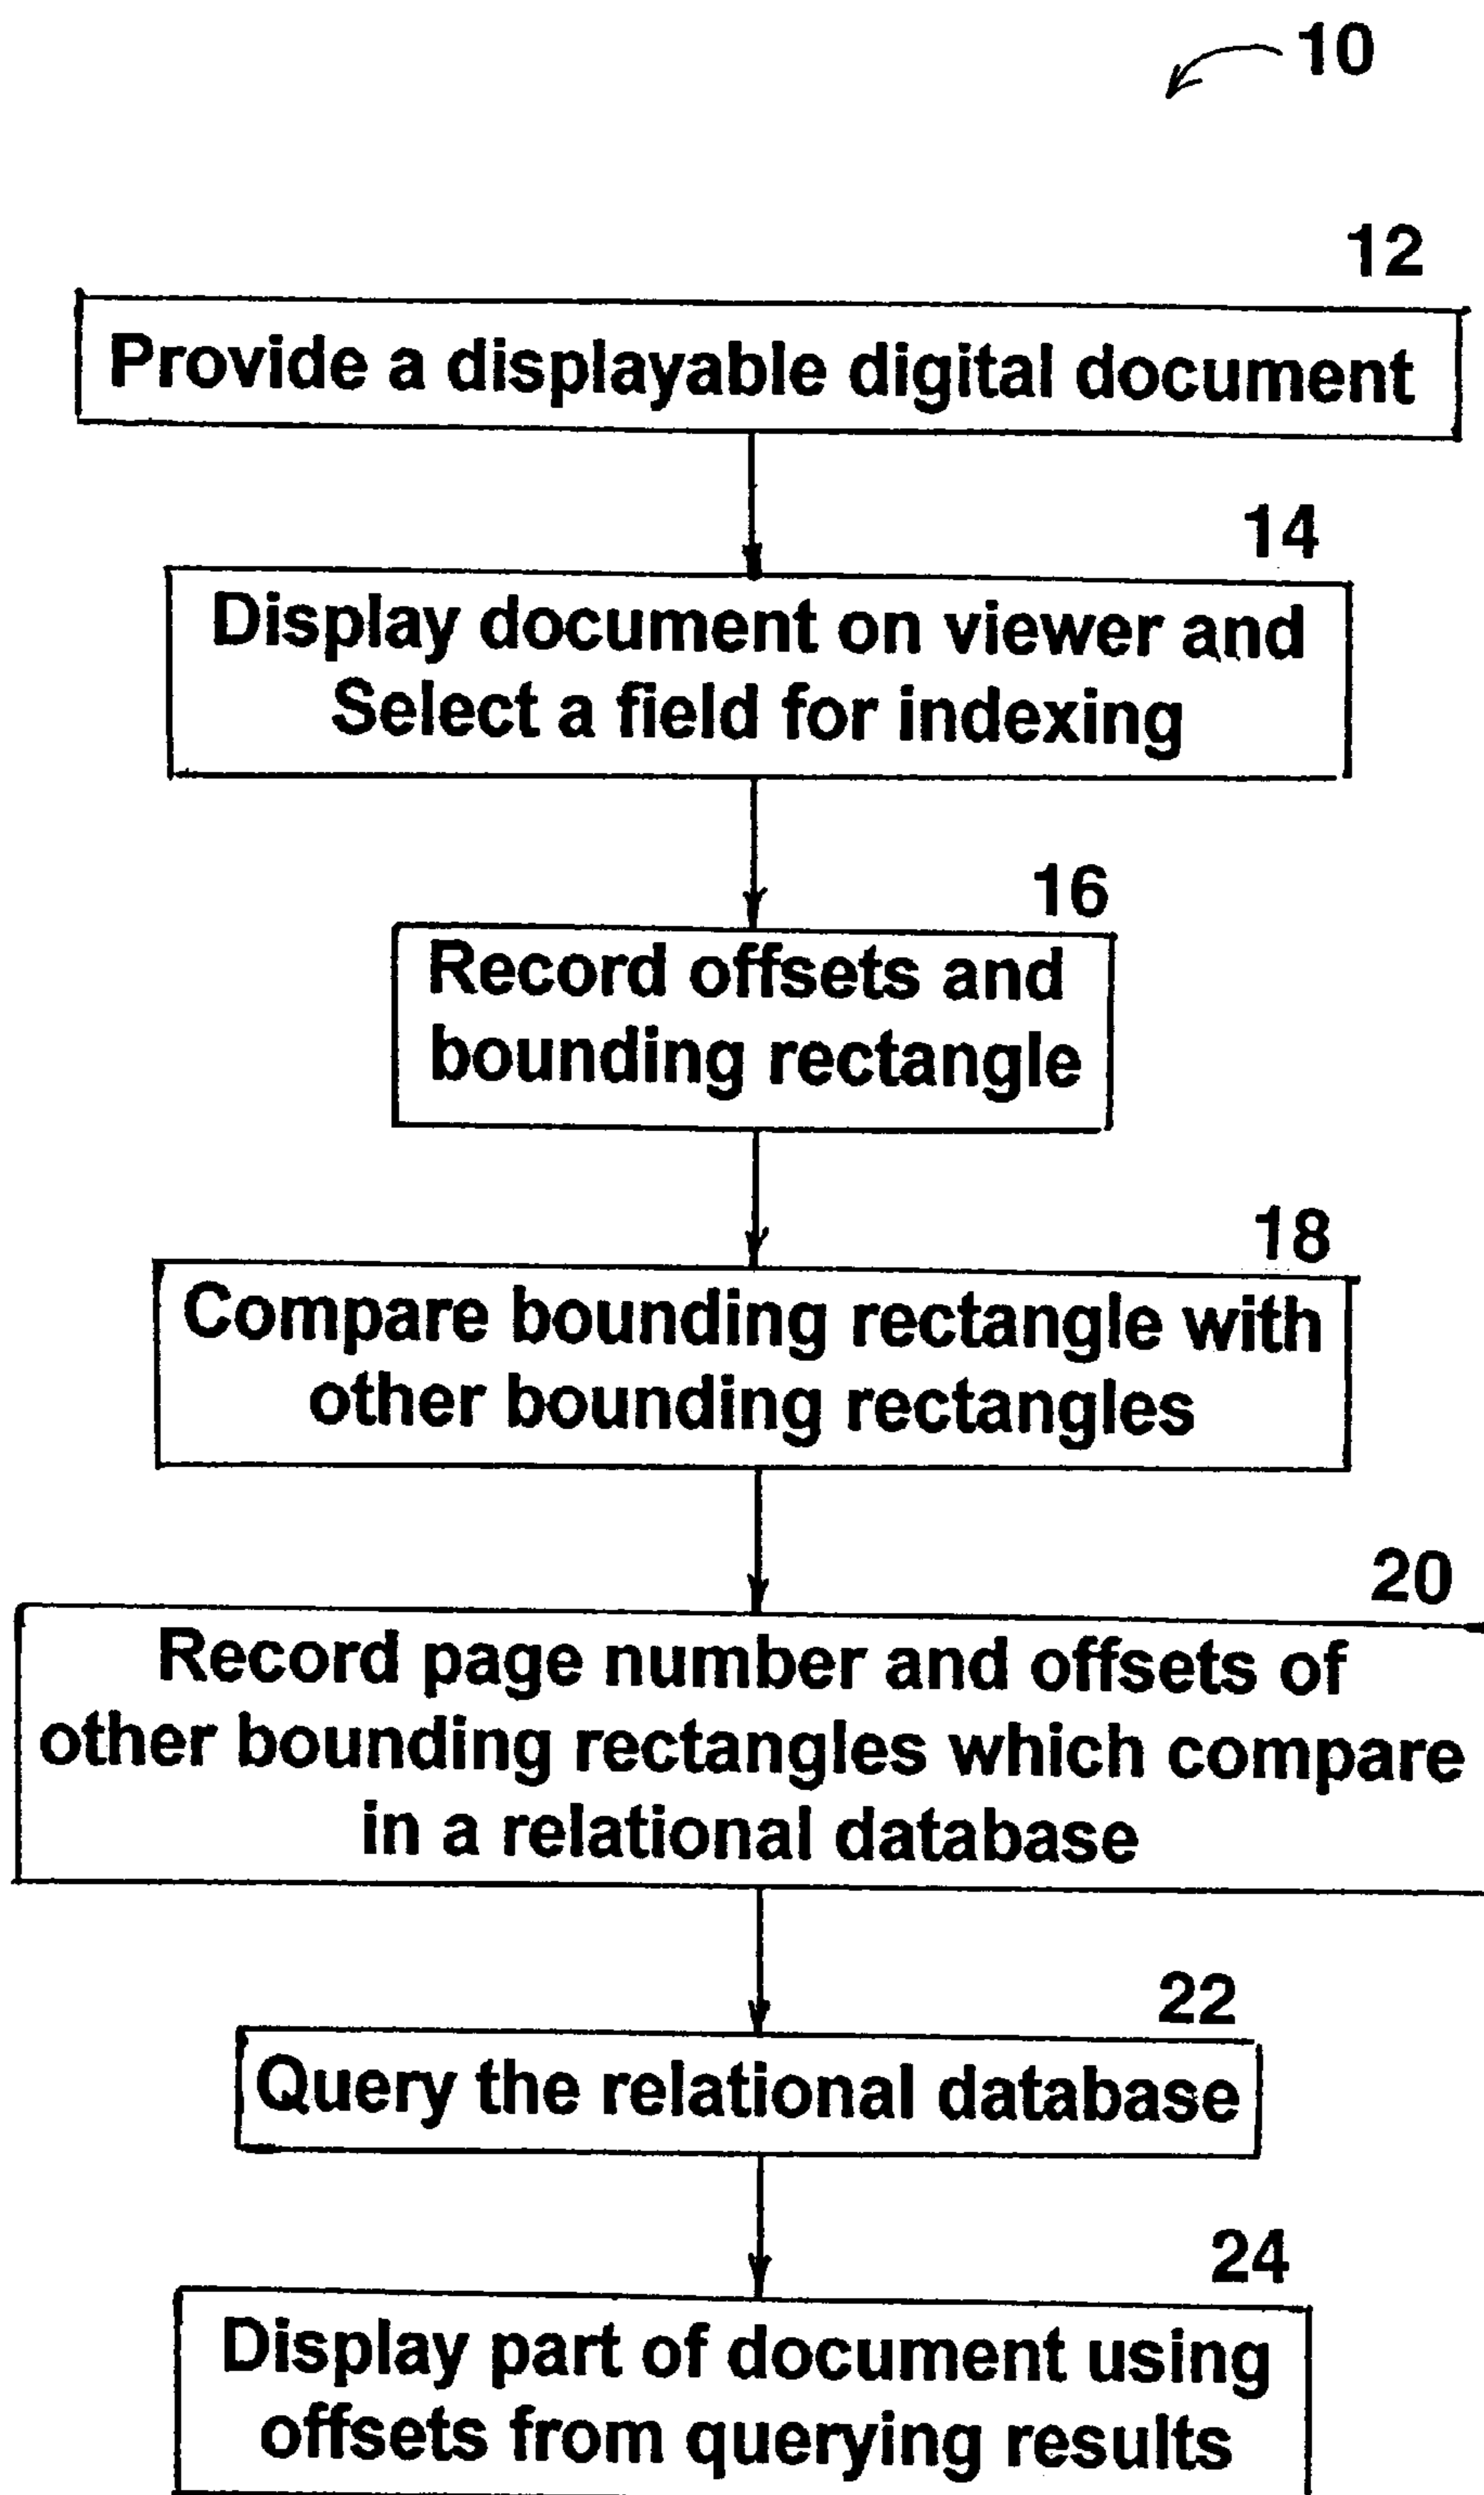 10
12
Provide a displayable digital document
14
Display document on viewer and
Select a field for indexing
16
Record offsets and
bounding rectangle
18
Compare bounding rectangle with
other bounding rectangles
20
Record page number and offsets of
other bounding rectangles which compare
in a relational database
22
Query the relational database
24
Display part of document using
offsets from querying results